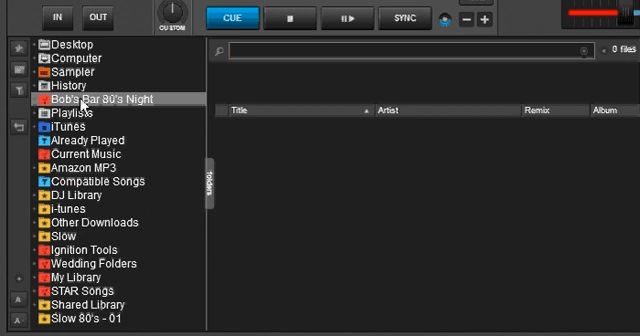 IN OUT CUSTOM CUE SYNC
0 files
Desktop
Computer
Sampler
History
Bob's Bar 80's Night
Playlists
iTunes
Already Played
Current Music
Amazon MP3
Compatible Songs
DJ Library
i-tunes
Other Downloads
Slow
Ignition Tools
Wedding Folders
My Library
STAR Songs
Shared Library
Slow 80's - 01
folders
Title Artist Remix Album
A
A